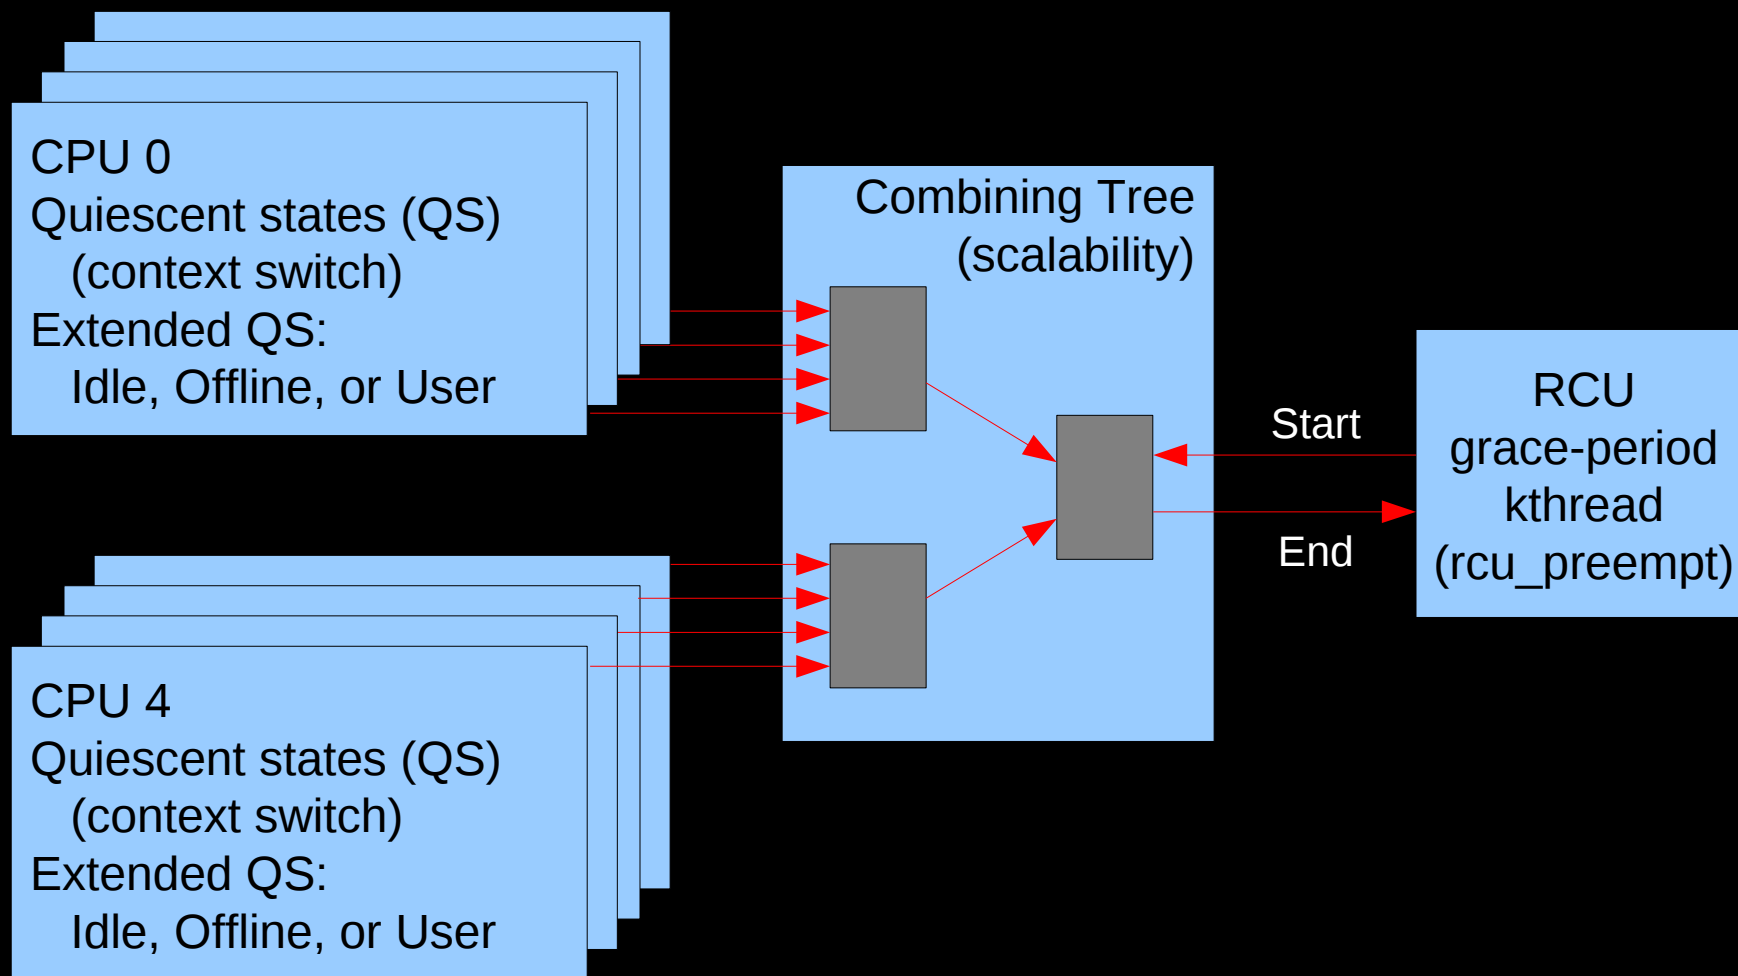 CPU 0
Quiescent states (QS)
(context switch)
Extended QS:
Idle, Offline, or User
Combining Tree
(scalability)
Start
End
RCU
grace-period
kthread
(rcu_preempt)
CPU 4
Quiescent states (QS)
(context switch)
Extended QS:
Idle, Offline, or User